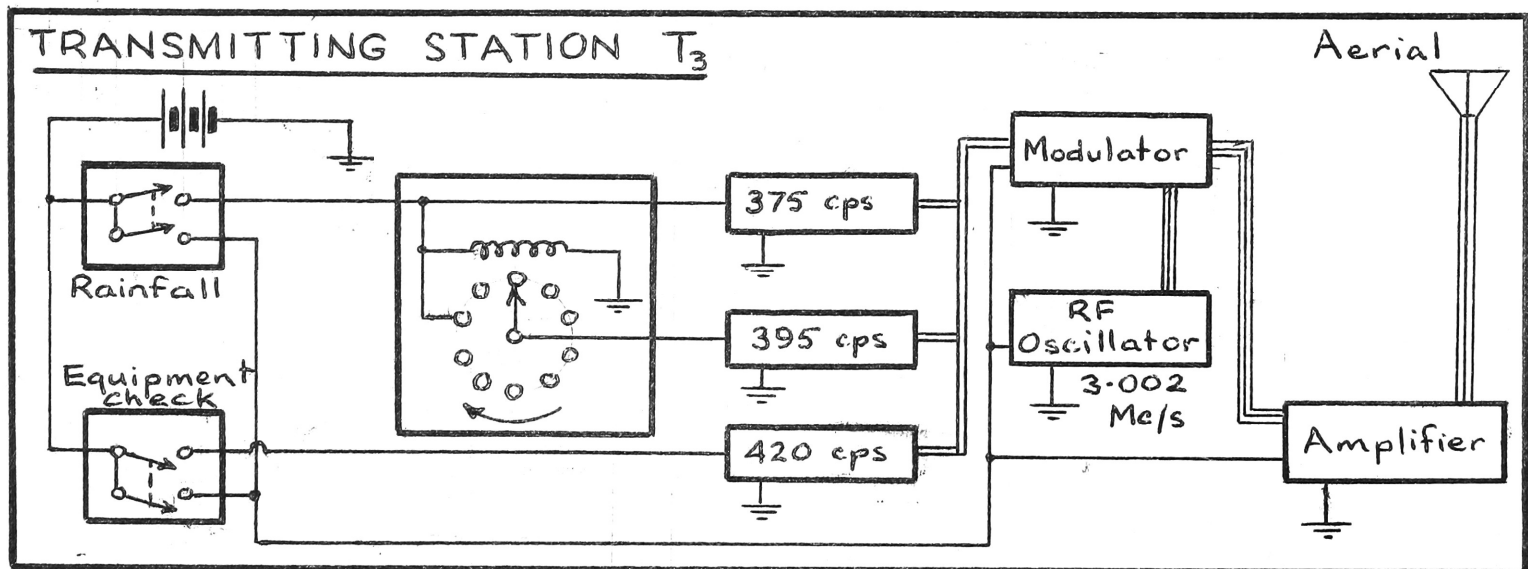 TRANSMITTING STATION T₃
Aerial
Rainfall
Equipment
check
375 cps
395 cps
420 cps
Modulator
RF
Oscillator
3·002
Mc/s
Amplifier